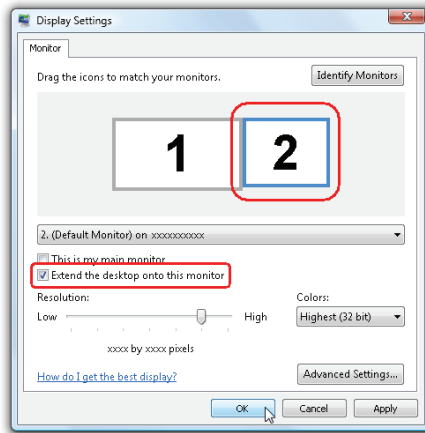 Display Settings
Monitor
Drag the icons to match your monitors.
Identify Monitors
1
2
2. (Default Monitor) on xxxxxxxxxx
This is my main monitor
Extend the desktop onto this monitor
Resolution:
Colors:
Low
High
Highest (32 bit)
xxxx by xxxx pixels
How do I get the best display?
Advanced Settings...
OK
Cancel
Apply